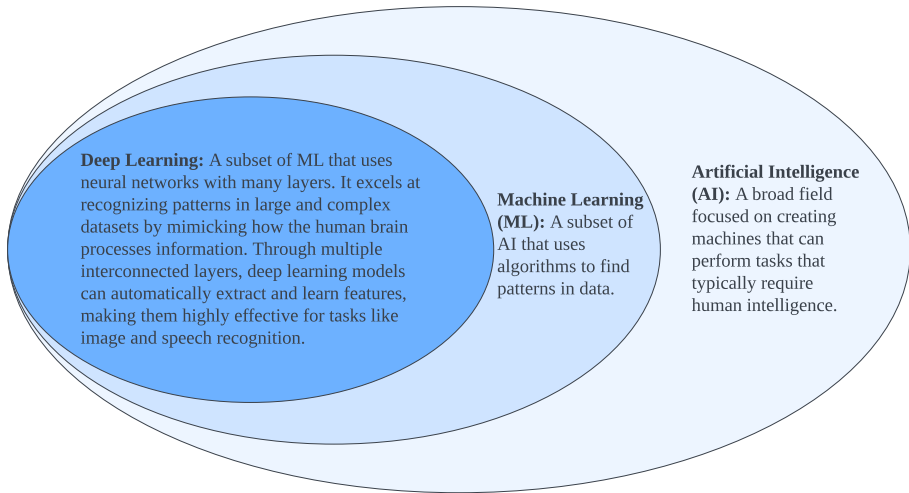 Deep Learning: A subset of ML that uses
neural networks with many layers. It excels at
recognizing patterns in large and complex
datasets by mimicking how the human brain
processes information. Through multiple
interconnected layers, deep learning models
can automatically extract and learn features,
making them highly effective for tasks like
image and speech recognition.
Machine Learning
(ML): A subset of
AI that uses
algorithms to find
patterns in data.
Artificial Intelligence
(AI): A broad field
focused on creating
machines that can
perform tasks that
typically require
human intelligence.